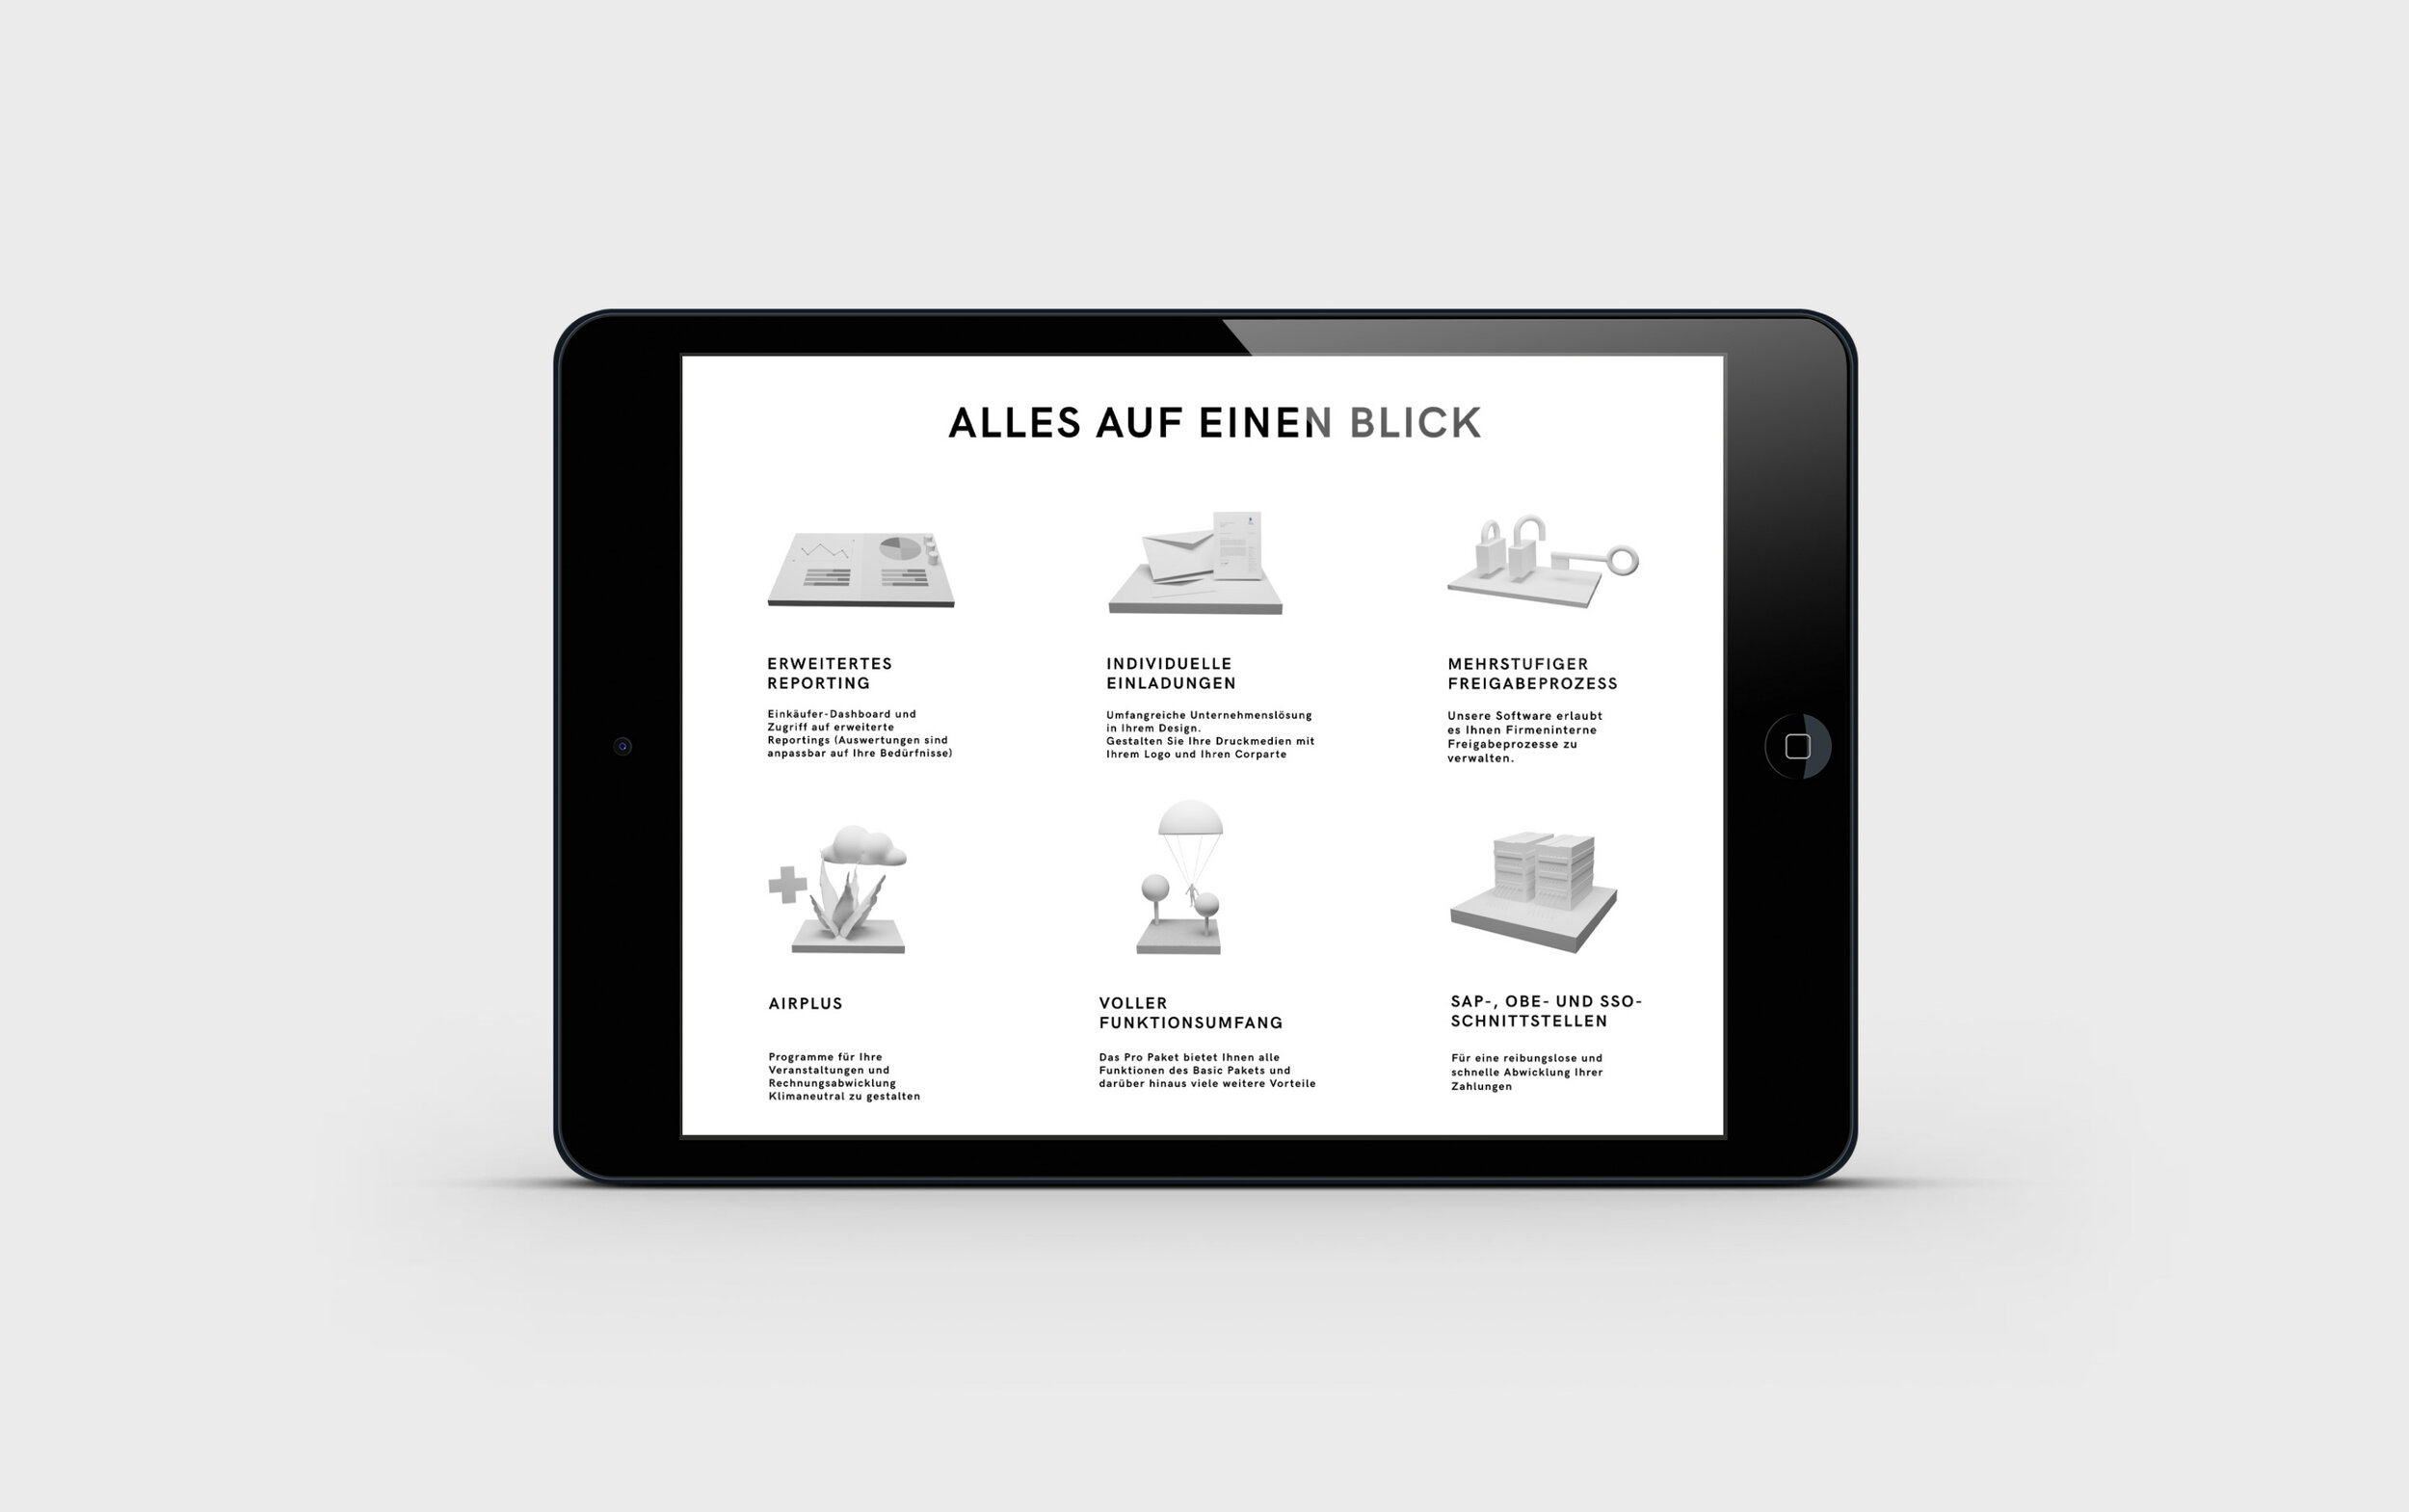 ALLES AUF EINEN BLICK
ERWEITERTES
REPORTING
Einkäufer-Dashboard und
Zugriff auf erweiterte
Reportings (Auswertungen sind
anpassbar auf Ihre Bedürfnisse)
INDIVIDUELLE
EINLADUNGEN
Umfangreiche Unternehmenslösung
in Ihrem Design.
Gestalten Sie Ihre Druckmedien mit
Ihrem Logo und Ihren Corparte
MEHRSTUFIGER
FREIGABEPROZESS
Unsere Software erlaubt
es Ihnen Firmeninterne
Freigabeprozesse zu
verwalten.
AIRPLUS
Programme für Ihre
Veranstaltungen und
Rechnungsabwicklung
Klimaneutral zu gestalten
VOLLER
FUNKTIONSUMFANG
Das Pro Paket bietet Ihnen alle
Funktionen des Basic Pakets und
darüber hinaus viele weitere Vorteile
SAP-, OBE- UND SSO-
SCHNITTSTELLEN
Für eine reibungslose und
schnelle Abwicklung Ihrer
Zahlungen